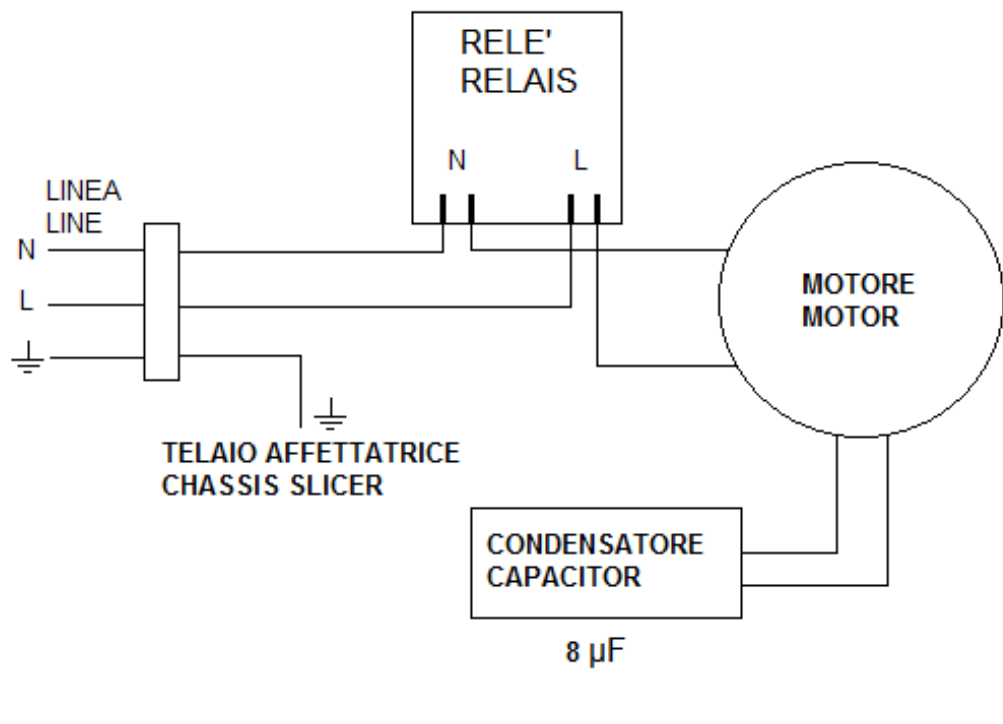 RELE'
RELAIS
N L
LINEA
LINE
N
L
MOTORE
MOTOR
TELAIO AFFETTATRICE
CHASSIS SLICER
CONDENSATORE
CAPACITOR
8 µF